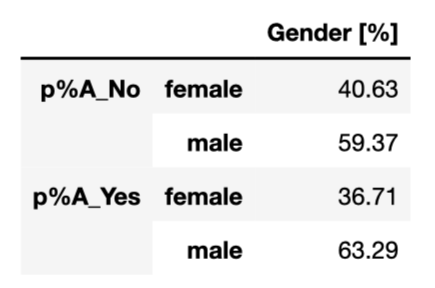 Gender [%]
p%A_No female 40.63
male 59.37
p%A_Yes female 36.71
male 63.29